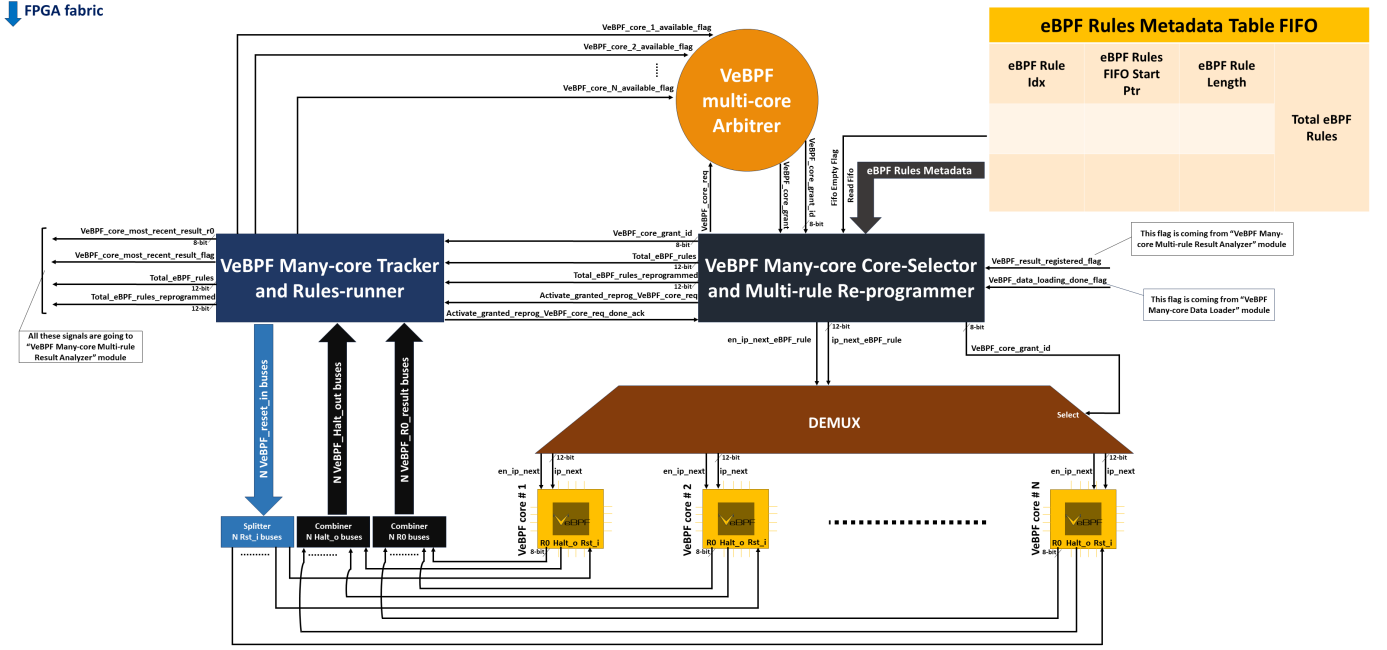 FPGA fabric
VeBPF_core_1_available_flag
VeBPF_core_2_available_flag
VeBPF_core_N_available_flag
VeBPF
multi-core
Arbitrer
eBPF Rules Metadata Table FIFO
eBPF Rule
Idx
eBPF Rules
FIFO Start
Ptr
eBPF Rule
Length
Total eBPF
Rules
VeBPF_core_req
VeBPF_core_grant
VeBPF_core_grant_id
8-bit
Fifo Empty Flag
Read Fifo
eBPF Rules Metadata
VeBPF_core_most_recent_result_r0
8-bit
VeBPF_core_most_recent_result_flag
Total_eBPF_rules
12-bit
Total_eBPF_rules_reprogrammed
12-bit
All these signals are going to
“VeBPF Many-core Multi-rule
Result Analyzer” module
VeBPF Many-core Tracker
and Rules-runner
VeBPF_core_grant_id
8-bit
Total_eBPF_rules
12-bit
Total_eBPF_rules_reprogrammed
12-bit
Activate_granted_reprog_VeBPF_core_req
Activate_granted_reprog_VeBPF_core_req_done_ack
VeBPF Many-core Core-Selector
and Multi-rule Re-programmer
VeBPF_result_registered_flag
VeBPF_data_loading_done_flag
This flag is coming from “VeBPF Many-
core Multi-rule Result Analyzer” module
This flag is coming from “VeBPF
Many-core Data Loader” module
12-bit
en_ip_next_eBPF_rule
ip_next_eBPF_rule
8-bit
VeBPF_core_grant_id
DEMUX
Select
N VeBPF_reset_in buses
N VeBPF_Halt_out buses
N VeBPF_R0_result buses
Splitter
N Rst_i buses
Combiner
N Halt_o buses
Combiner
N R0 buses
12-bit
en_ip_next
ip_next
VeBPF core # 1
VeBPF
R0 Halt_o Rst_i
8-bit
12-bit
en_ip_next
ip_next
VeBPF core # 2
VeBPF
R0 Halt_o Rst_i
8-bit
12-bit
en_ip_next
ip_next
VeBPF core # N
VeBPF
R0 Halt_o Rst_i
8-bit